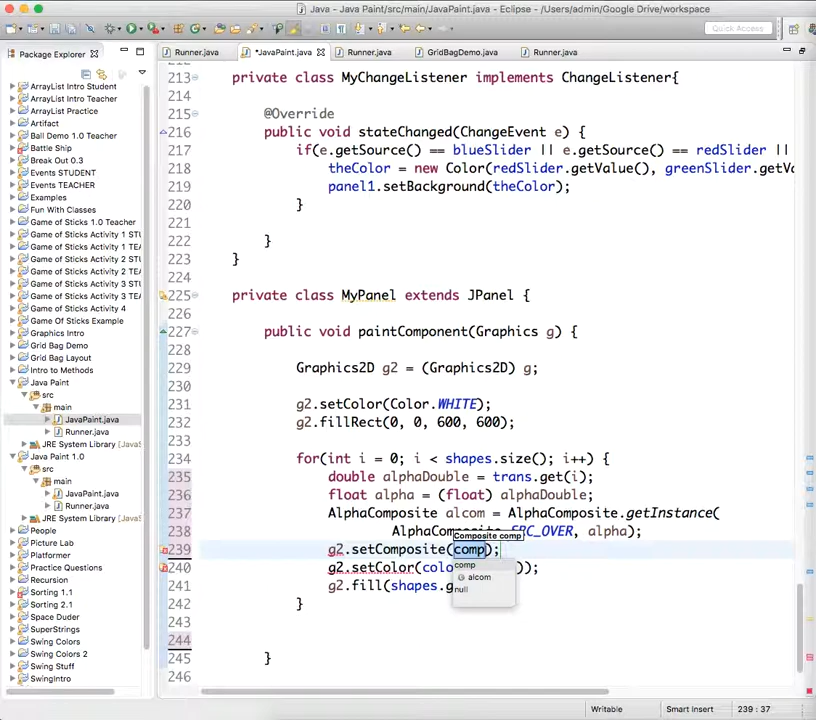 Java - Java Paint/src/main/JavaPaint.java - Eclipse - /Users/admin/Google Drive/workspace
Quick Access
Package Explorer
Runner.java
*JavaPaint.java
Runner.java
GridBagDemo.java
Runner.java
ArrayList Intro Student
ArrayList Intro Teacher
ArrayList Practice
Artifact
Ball Demo 1.0 Teacher
Battle Ship
Break Out 0.3
Events STUDENT
Events TEACHER
Examples
Fun With Classes
Game of Sticks 1.0 Teacher
Game of Sticks Activity 1 STU
Game of Sticks Activity 1 TEA
Game of Sticks Activity 2 STU
Game of Sticks Activity 2 TEA
Game of Sticks Activity 3 STU
Game of Sticks Activity 3 TEA
Game of Sticks Activity 4
Game Of Sticks Example
Graphics Intro
Grid Bag Demo
Grid Bag Layout
Intro to Methods
Java Paint
src
main
JavaPaint.java
Runner.java
JRE System Library [JavaS
Java Paint 1.0
src
main
JavaPaint.java
Runner.java
JRE System Library [JavaS
People
Picture Lab
Platformer
Practice Questions
Recursion
Sorting 1.1
Sorting 2.1
Space Duder
SuperStrings
Swing Colors
Swing Colors 2
Swing Stuff
SwingIntro
213 private class MyChangeListener implements ChangeListener{
214
215 @Override
216 public void stateChanged(ChangeEvent e) {
217 if(e.getSource() == blueSlider || e.getSource() == redSlider ||
218 theColor = new Color(redSlider.getValue(), greenSlider.getVa
219 panel1.setBackground(theColor);
220 }
221
222 }
223 }
225 private class MyPanel extends JPanel {
226
227 public void paintComponent(Graphics g) {
228
229 Graphics2D g2 = (Graphics2D) g;
230
231 g2.setColor(Color.WHITE);
232 g2.fillRect(0, 0, 600, 600);
233
234 for(int i = 0; i < shapes.size(); i++) {
235 double alphaDouble = trans.get(i);
236 float alpha = (float) alphaDouble;
237 AlphaComposite alcom = AlphaComposite.getInstance(
238 AlphaComposite.SRC_OVER, alpha);
Composite comp
239 g2.setComposite(comp);
comp
240 g2.setColor(colo ));
alcom
241 g2.fill(shapes.g
null
242 }
243
244
245 }
246
Writable
Smart Insert
239 : 37